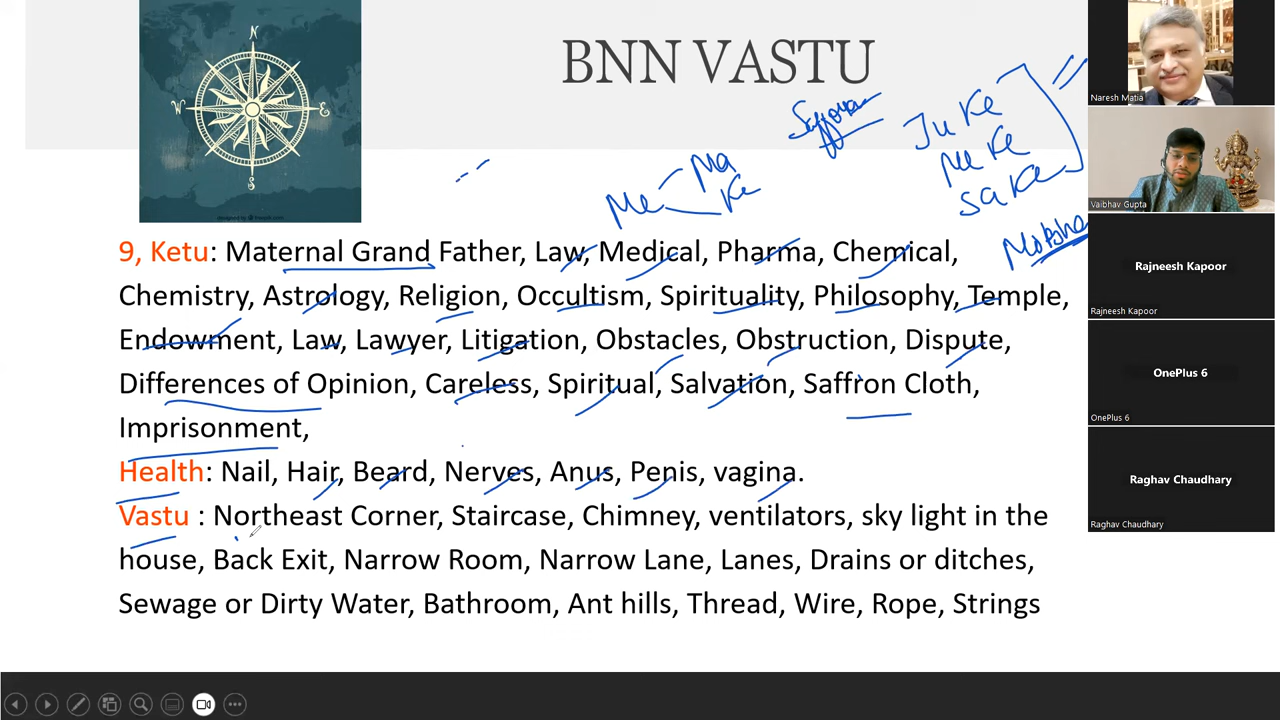 N
W
E
S
BNN VASTU
Saffron
Ju Ke
Me Ke
Sa Ke
Moksha
Me
Ma
Ke
9, Ketu: Maternal Grand Father, Law, Medical, Pharma, Chemical,
Chemistry, Astrology, Religion, Occultism, Spirituality, Philosophy, Temple,
Endowment, Law, Lawyer, Litigation, Obstacles, Obstruction, Dispute,
Differences of Opinion, Careless, Spiritual, Salvation, Saffron Cloth,
Imprisonment,
Health: Nail, Hair, Beard, Nerves, Anus, Penis, vagina.
Vastu : Northeast Corner, Staircase, Chimney, ventilators, sky light in the
house, Back Exit, Narrow Room, Narrow Lane, Lanes, Drains or ditches,
Sewage or Dirty Water, Bathroom, Ant hills, Thread, Wire, Rope, Strings
Naresh Matia
Vaibhav Gupta
Rajneesh Kapoor
Rajneesh Kapoor
OnePlus 6
OnePlus 6
Raghav Chaudhary
Raghav Chaudhary